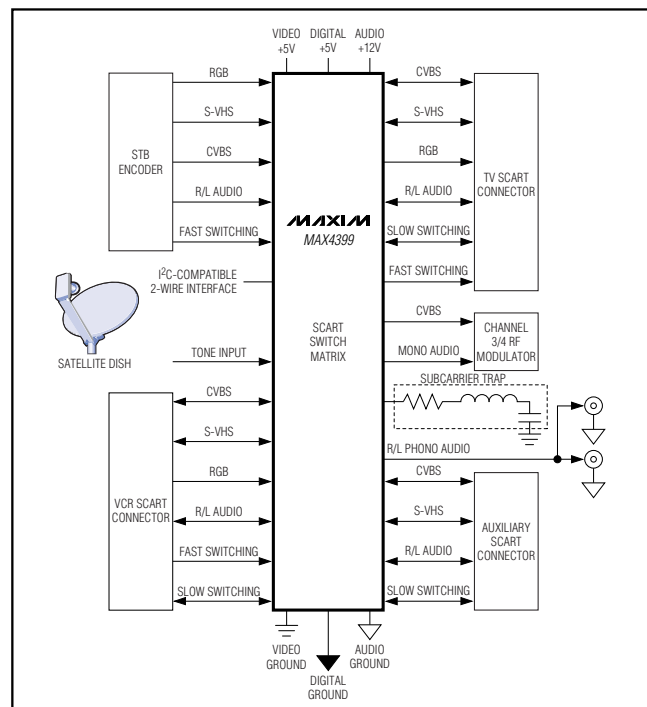 VIDEO +5V
DIGITAL +5V
AUDIO +12V
STB ENCODER
RGB
S-VHS
CVBS
R/L AUDIO
FAST SWITCHING
I²C-COMPATIBLE
2-WIRE INTERFACE
SATELLITE DISH
TONE INPUT
VCR SCART CONNECTOR
CVBS
S-VHS
RGB
R/L AUDIO
FAST SWITCHING
SLOW SWITCHING
MAXIM
MAX4399
SCART
SWITCH
MATRIX
CVBS
S-VHS
RGB
R/L AUDIO
SLOW SWITCHING
FAST SWITCHING
TV SCART
CONNECTOR
CVBS
MONO AUDIO
CHANNEL
3/4 RF
MODULATOR
SUBCARRIER TRAP
R/L PHONO AUDIO
CVBS
S-VHS
R/L AUDIO
SLOW SWITCHING
AUXILIARY
SCART
CONNECTOR
VIDEO
GROUND
DIGITAL
GROUND
AUDIO
GROUND